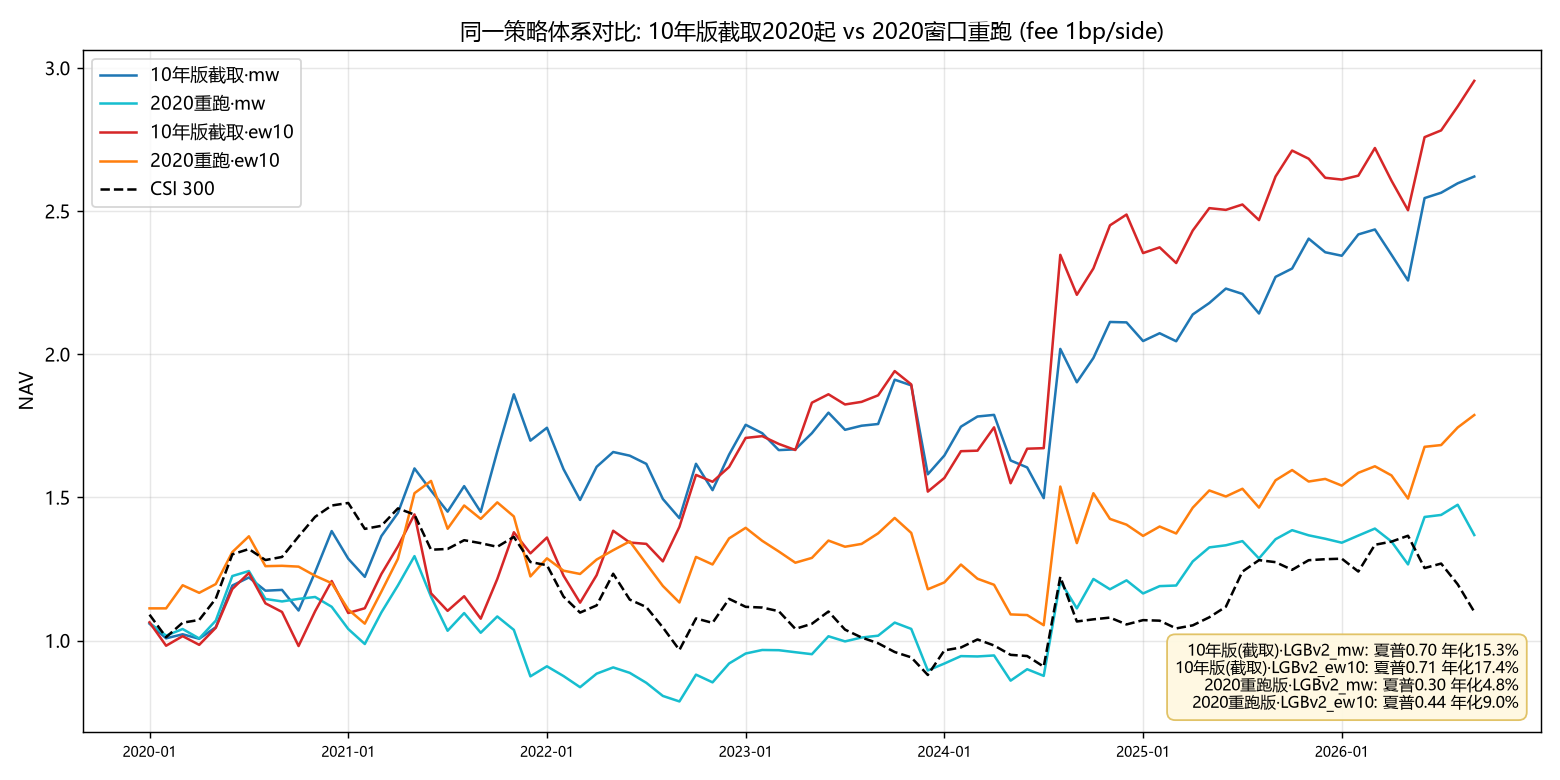 同一策略体系对比: 10年版截取2020起 vs 2020窗口重跑 (fee 1bp/side)
10年版截取·mw
2020重跑·mw
10年版截取·ew10
2020重跑·ew10
CSI 300
NAV
3.0
2.5
2.0
1.5
1.0
10年版(截取)·LGBv2_mw: 夏普0.70 年化15.3%
10年版(截取)·LGBv2_ew10: 夏普0.71 年化17.4%
2020重跑版·LGBv2_mw: 夏普0.30 年化4.8%
2020重跑版·LGBv2_ew10: 夏普0.44 年化9.0%
2020-01
2021-01
2022-01
2023-01
2024-01
2025-01
2026-01